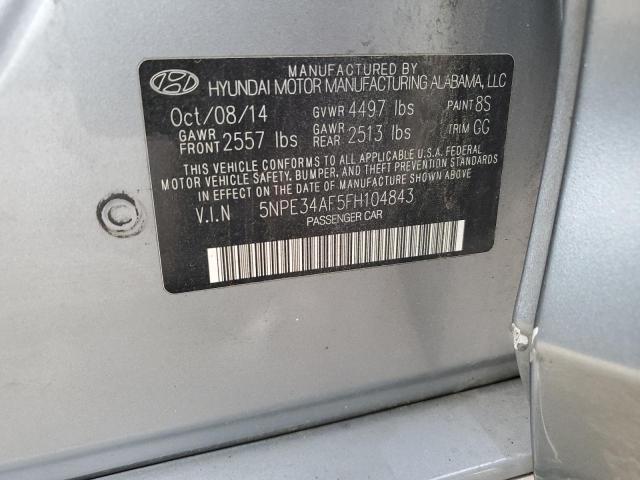 MANUFACTURED BY
HYUNDAI MOTOR MANUFACTURING ALABAMA, LLC
Oct/08/14 GVWR 4497 lbs PAINT 8S
GAWR FRONT 2557 lbs GAWR REAR 2513 lbs TRIM GG
THIS VEHICLE CONFORMS TO ALL APPLICABLE U.S.A. FEDERAL
MOTOR VEHICLE SAFETY, BUMPER, AND THEFT PREVENTION STANDARDS
IN EFFECT ON THE DATE OF MANUFACTURE SHOWN ABOVE
V.I.N 5NPE34AF5FH104843
PASSENGER CAR